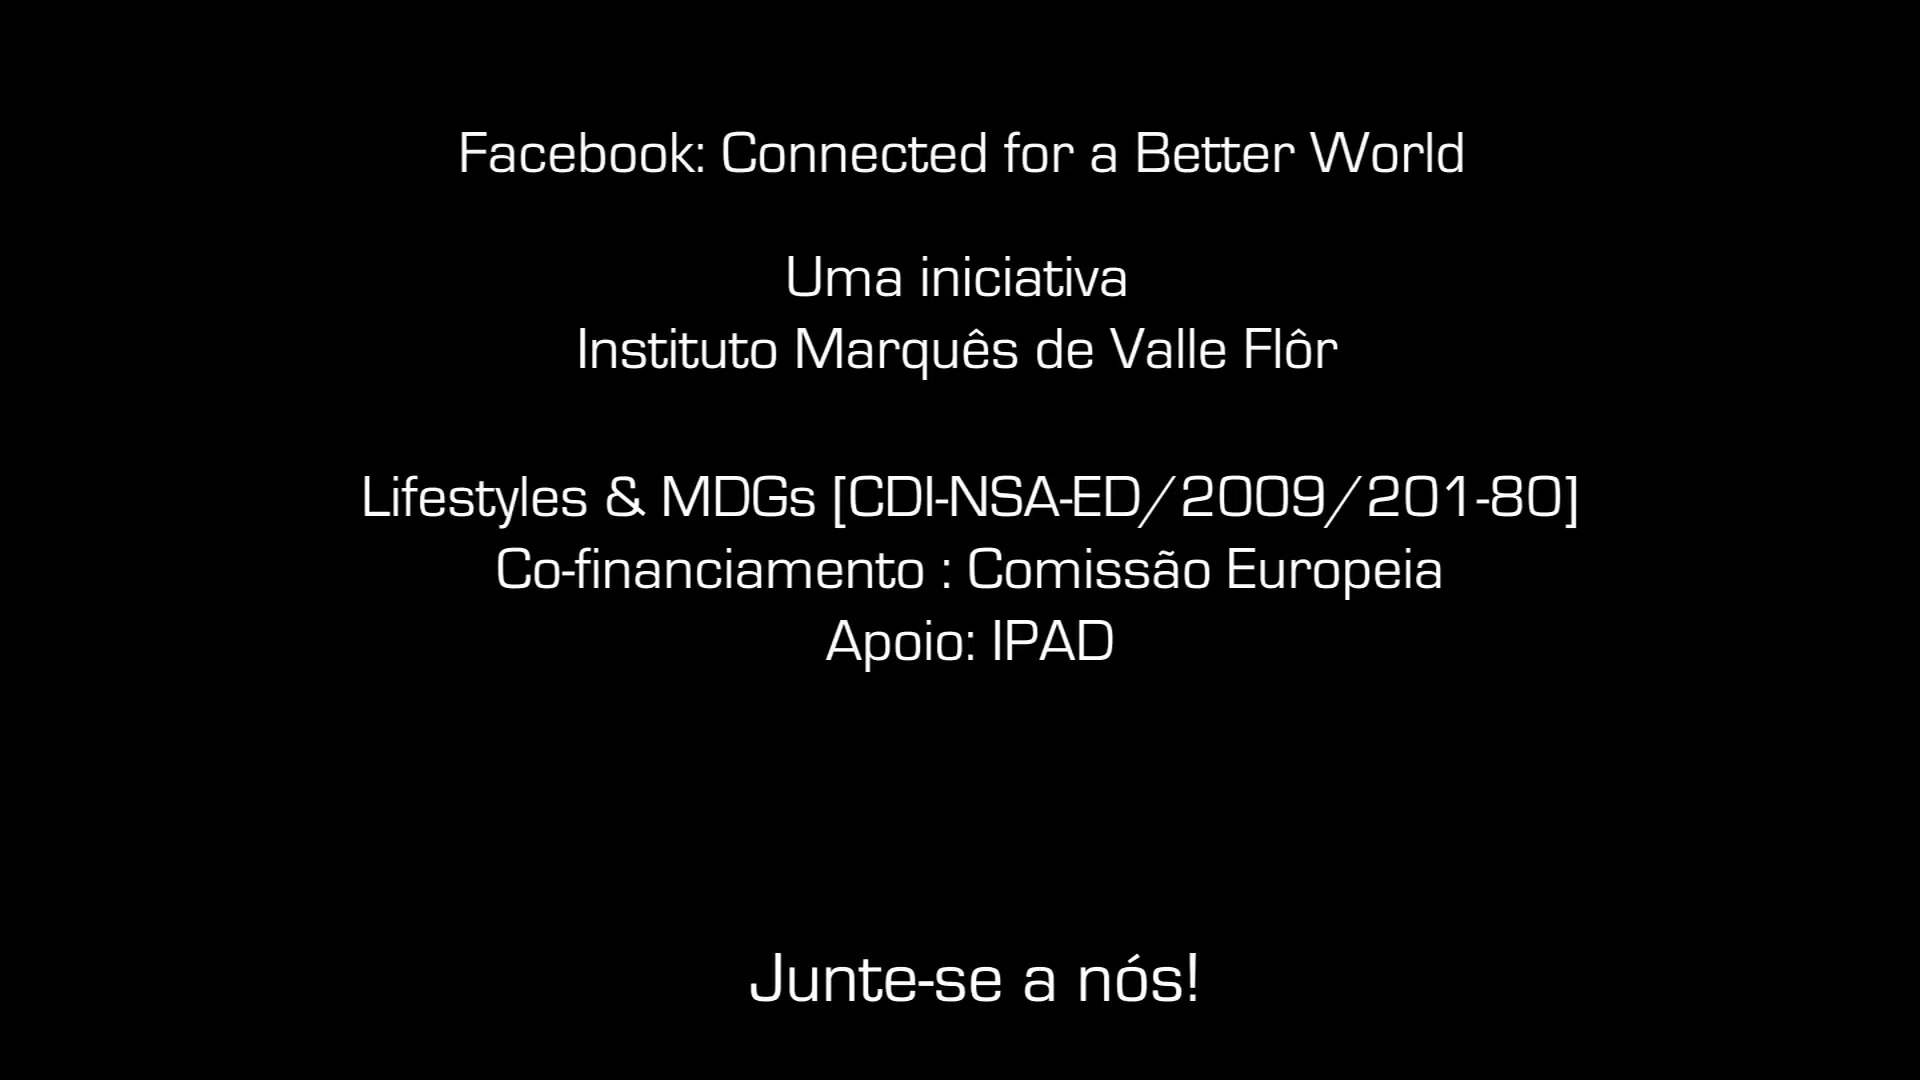 Facebook: Connected for a Better World
Uma iniciativa
Instituto Marquês de Valle Flôr
Lifestyles & MDGs [CDI-NSA-ED/2009/201-80]
Co-financiamento : Comissão Europeia
Apoio: IPAD
Junte-se a nós!